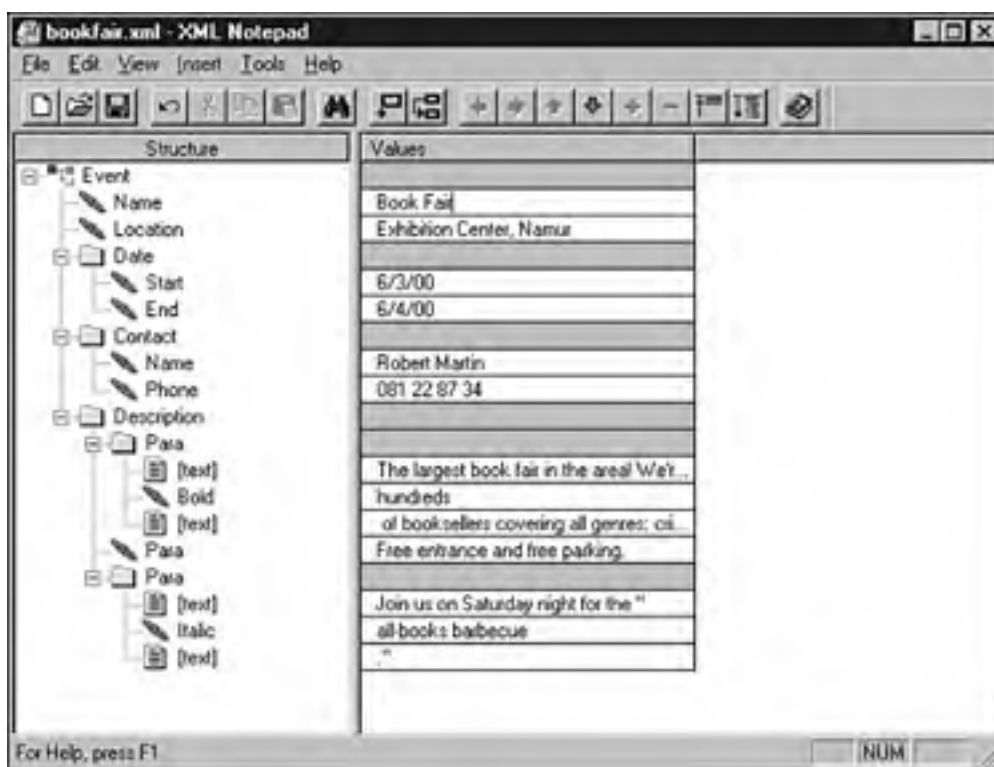 bookfair.xml - XML Notepad
File Edit View Insert Tools Help
Structure Values
Event
Name Book Fair
Location Exhibition Center, Namur
Date
Start 6/3/00
End 6/4/00
Contact
Name Robert Martin
Phone 081 22 87 34
Description
Para
[text] The largest book fair in the area! We'r...
Bold hundreds
[text] of booksellers covering all genres: cri...
Para Free entrance and free parking.
Para
[text] Join us on Saturday night for the "
Italic all-books barbecue
[text] ."
For Help, press F1 NUM